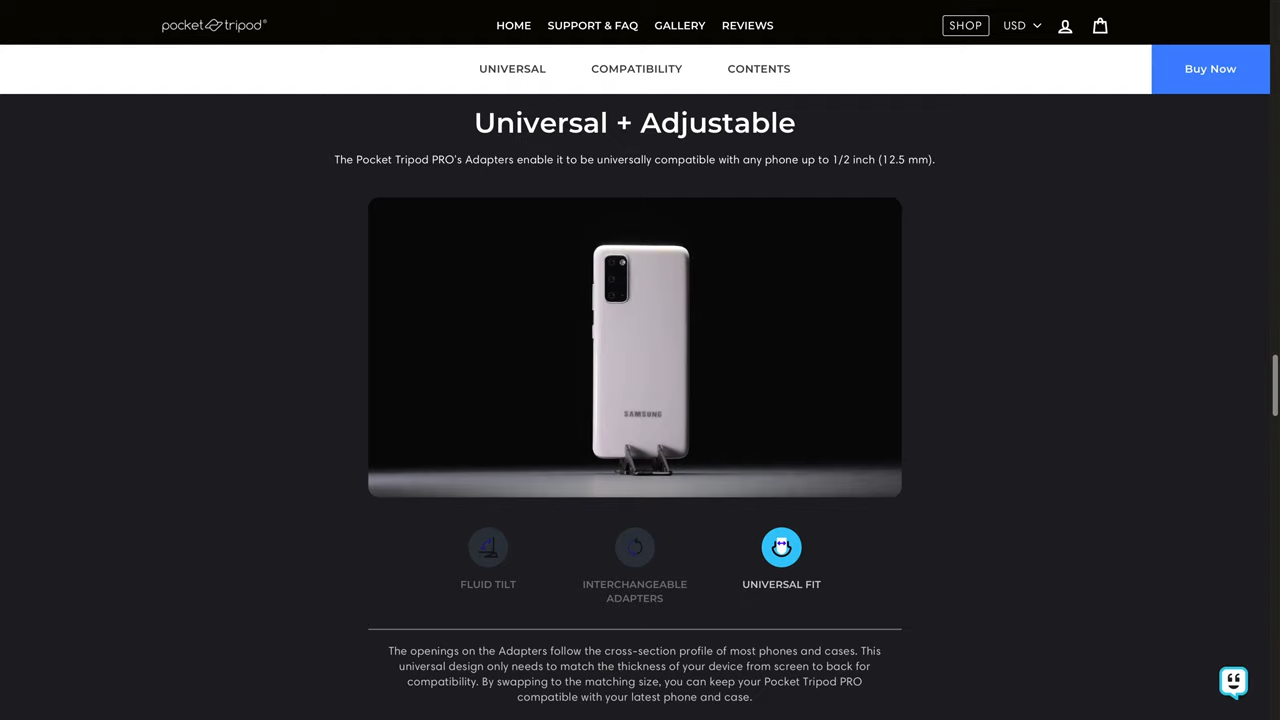 pocket tripod®
HOME SUPPORT & FAQ GALLERY REVIEWS
SHOP USD
UNIVERSAL COMPATIBILITY CONTENTS
Buy Now
Universal + Adjustable
The Pocket Tripod PRO's Adapters enable it to be universally compatible with any phone up to 1/2 inch (12.5 mm).
SAMSUNG
FLUID TILT
INTERCHANGEABLE
ADAPTERS
UNIVERSAL FIT
The openings on the Adapters follow the cross-section profile of most phones and cases. This
universal design only needs to match the thickness of your device from screen to back for
compatibility. By swapping to the matching size, you can keep your Pocket Tripod PRO
compatible with your latest phone and case.